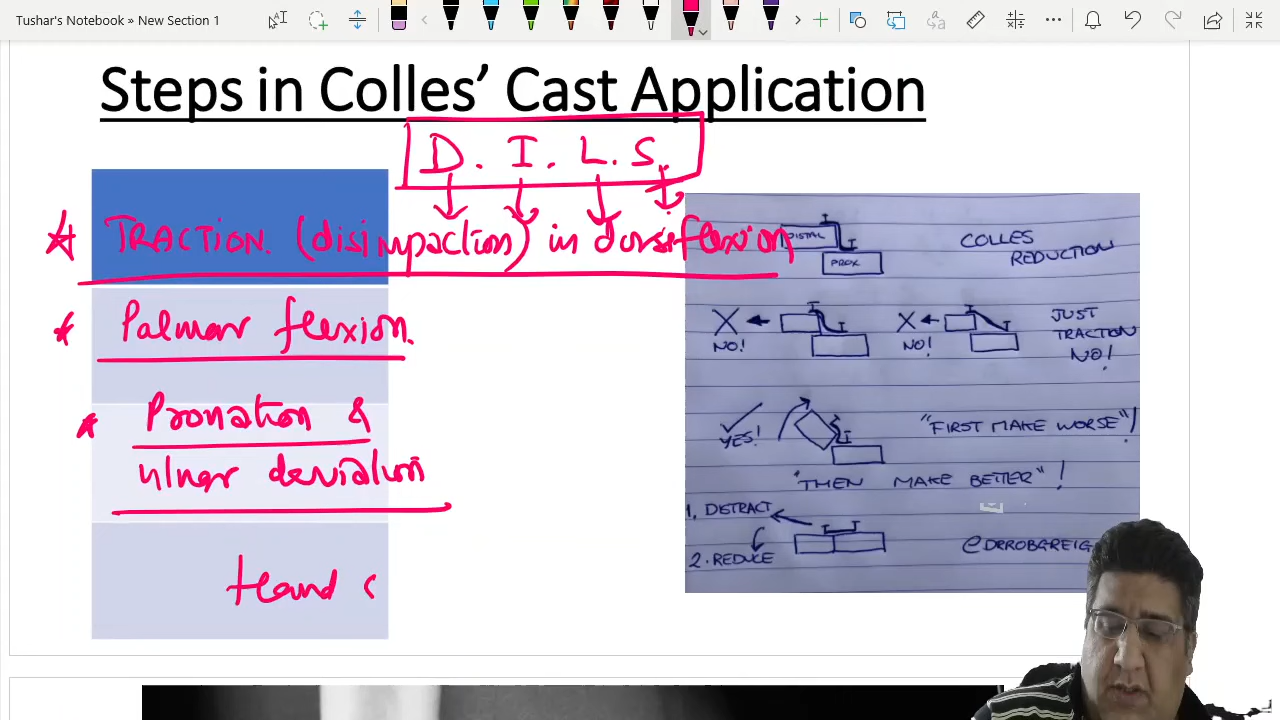 Tushar's Notebook » New Section 1
Steps in Colles' Cast Application
D. I. L. S.
TRACTION. (disimpaction) in dorsiflexion
Palmar flexion.
Pronation &
ulnar deviation
Hand (
DISTAL
PROX
COLLES
REDUCTION
NO!
NO!
JUST
TRACTION
NO!
YES!
"FIRST MAKE WORSE"!
"THEN MAKE BETTER"!
1. DISTRACT
2. REDUCE
@DRROBGREIG